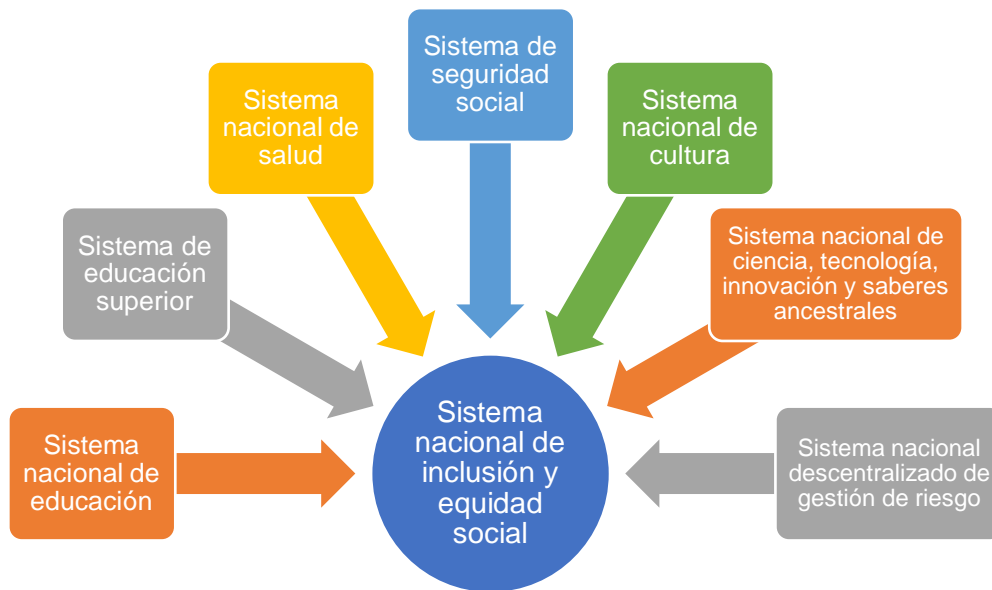 Sistema de
seguridad
social
Sistema
nacional de
salud
Sistema
nacional de
cultura
Sistema de
educación
superior
Sistema nacional de
ciencia, tecnología,
innovación y saberes
ancestrales
Sistema
nacional de
educación
Sistema
nacional de
inclusión y
equidad
social
Sistema nacional
descentralizado de
gestión de riesgo